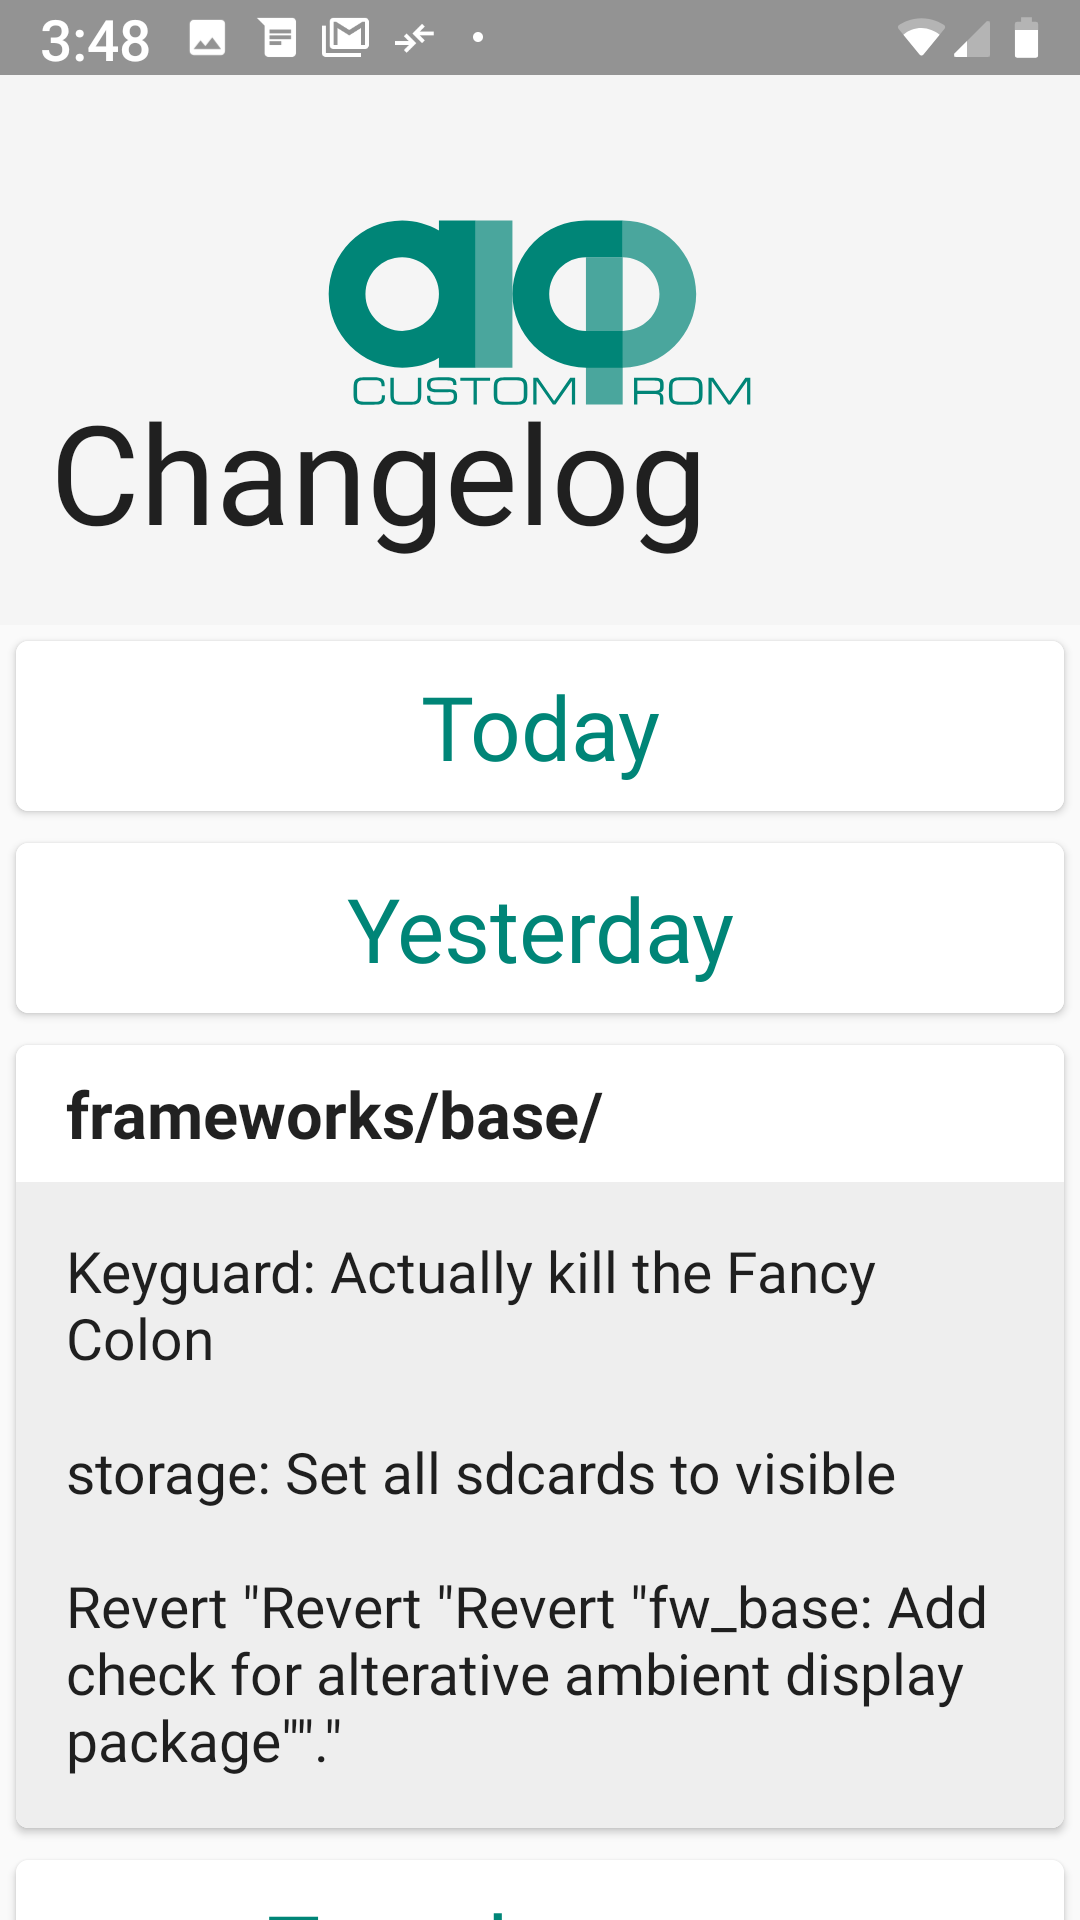 3:48
CUSTOM ROM
Changelog
Today
Yesterday
frameworks/base/
Keyguard: Actually kill the Fancy
Colon
storage: Set all sdcards to visible
Revert "Revert "Revert "fw_base: Add
check for alterative ambient display
package""."